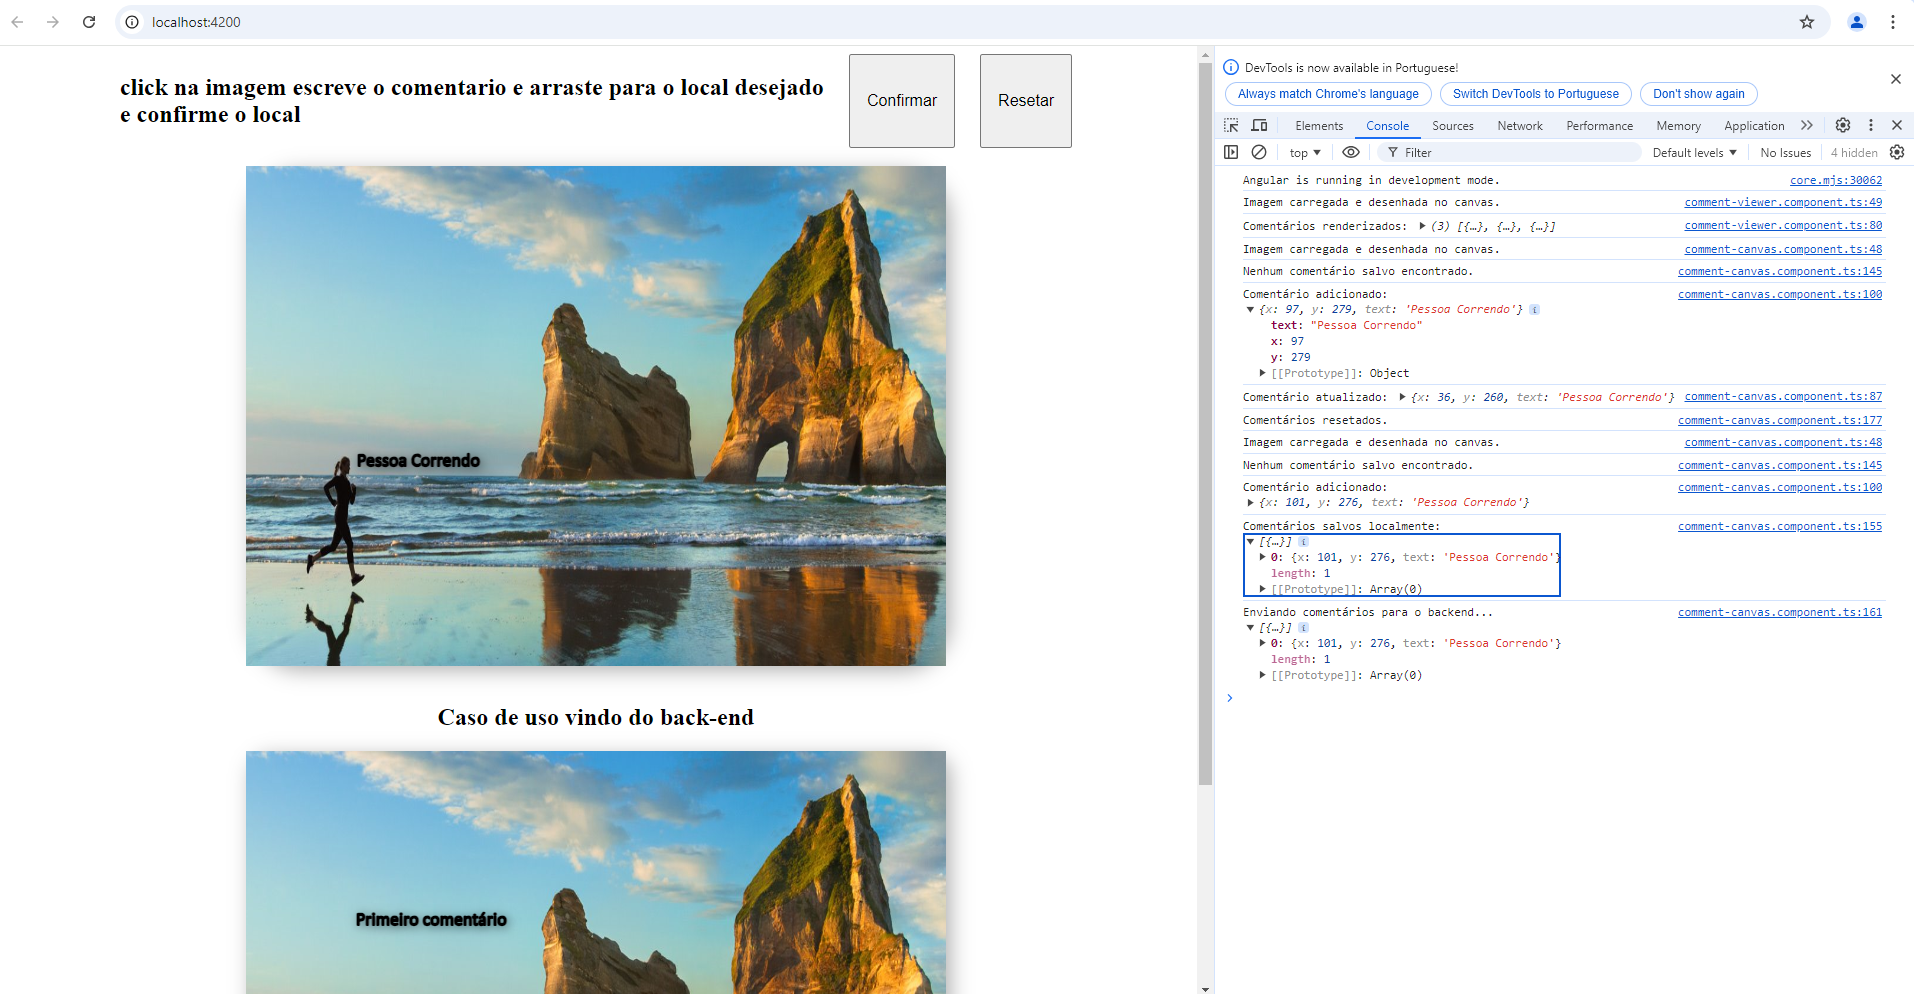 localhost:4200
click na imagem escreve o comentario e arraste para o local desejado
e confirme o local
Confirmar
Resetar
Pessoa Correndo
Caso de uso vindo do back-end
Primeiro comentário
DevTools is now available in Portuguese!
Always match Chrome's language
Switch DevTools to Portuguese
Don't show again
Elements
Console
Sources
Network
Performance
Memory
Application
top
Filter
Default levels
No Issues
4 hidden
Angular is running in development mode. core.mjs:30062
Imagem carregada e desenhada no canvas. comment-viewer.component.ts:49
Comentários renderizados: (3) [{…}, {…}, {…}] comment-viewer.component.ts:80
Imagem carregada e desenhada no canvas. comment-canvas.component.ts:48
Nenhum comentário salvo encontrado. comment-canvas.component.ts:145
Comentário adicionado: comment-canvas.component.ts:100
{x: 97, y: 279, text: 'Pessoa Correndo'}
text: "Pessoa Correndo"
x: 97
y: 279
[[Prototype]]: Object
Comentário atualizado: {x: 36, y: 260, text: 'Pessoa Correndo'} comment-canvas.component.ts:87
Comentários resetados. comment-canvas.component.ts:177
Imagem carregada e desenhada no canvas. comment-canvas.component.ts:48
Nenhum comentário salvo encontrado. comment-canvas.component.ts:145
Comentário adicionado: comment-canvas.component.ts:100
{x: 101, y: 276, text: 'Pessoa Correndo'}
Comentários salvos localmente: comment-canvas.component.ts:155
[{…}]
0: {x: 101, y: 276, text: 'Pessoa Correndo'}
length: 1
[[Prototype]]: Array(0)
Enviando comentários para o backend... comment-canvas.component.ts:161
[{…}]
0: {x: 101, y: 276, text: 'Pessoa Correndo'}
length: 1
[[Prototype]]: Array(0)